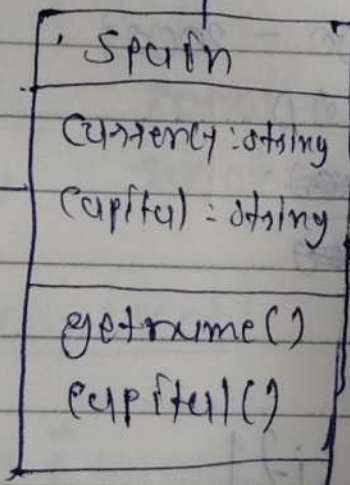 Spain
Currency : string
Capital : string
getname()
Capital()